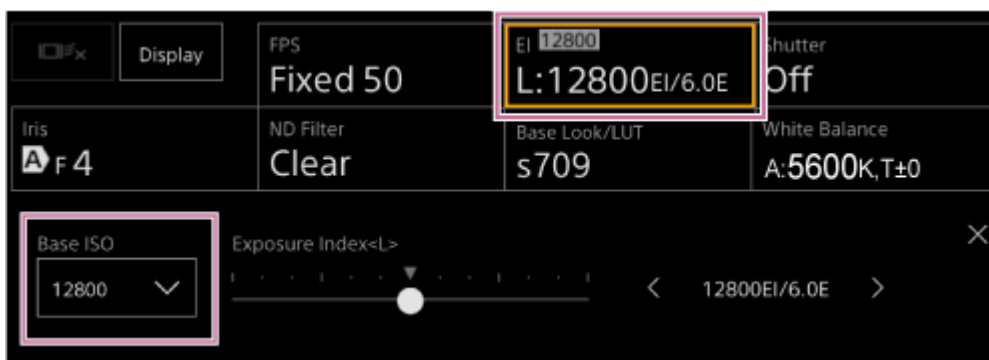 Display
FPS
Fixed 50
EI 12800
L:12800EI/6.0E
Shutter
Off
Iris
A F 4
ND Filter
Clear
Base Look/LUT
s709
White Balance
A:5600K,T±0
Base ISO
12800
Exposure Index<L>
12800EI/6.0E